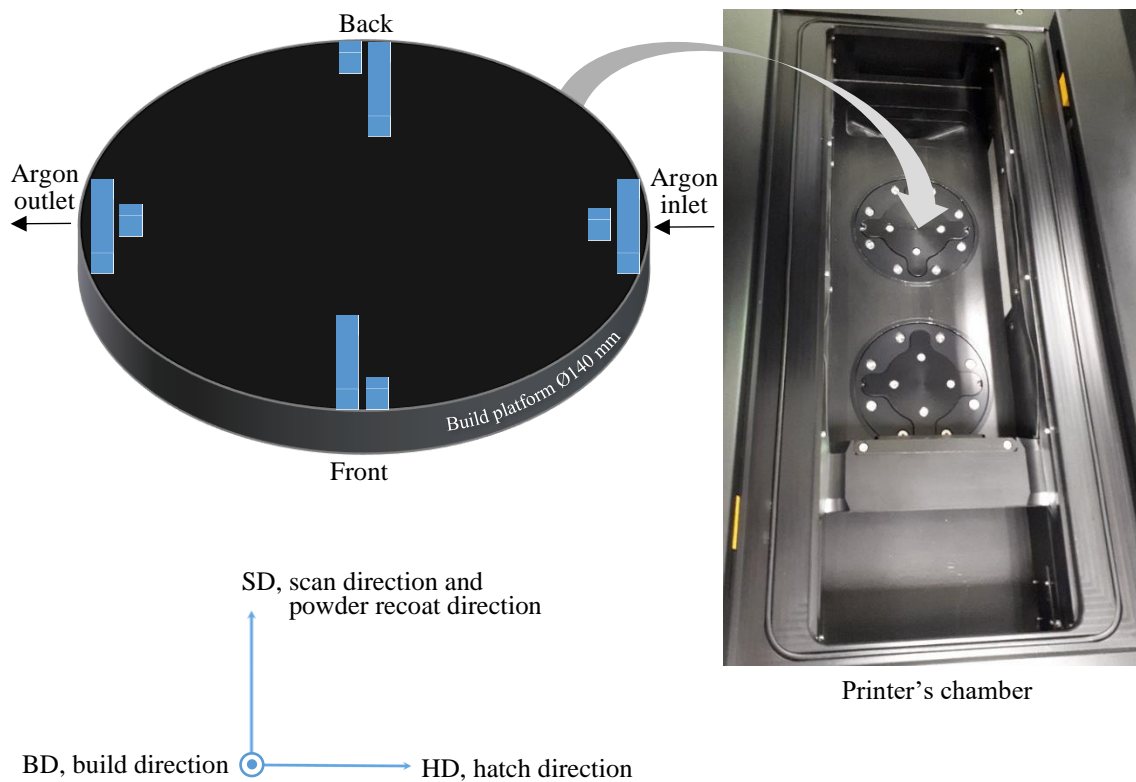 Back
Argon
outlet
Argon
inlet
Build platform Ø140 mm
Front
SD, scan direction and
powder recoat direction
BD, build direction
HD, hatch direction
Printer’s chamber